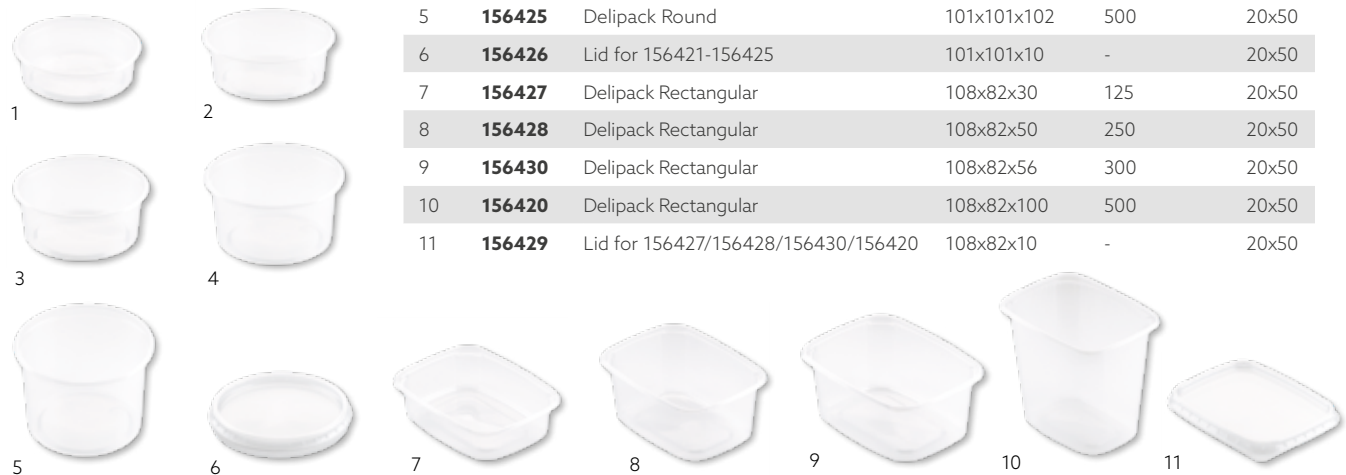 5 156425 Delipack Round 101x101x102 500 20x50
6 156426 Lid for 156421-156425 101x101x10 - 20x50
7 156427 Delipack Rectangular 108x82x30 125 20x50
8 156428 Delipack Rectangular 108x82x50 250 20x50
9 156430 Delipack Rectangular 108x82x56 300 20x50
10 156420 Delipack Rectangular 108x82x100 500 20x50
11 156429 Lid for 156427/156428/156430/156420 108x82x10 - 20x50
1 2
3 4
5 6 7 8 9 10 11